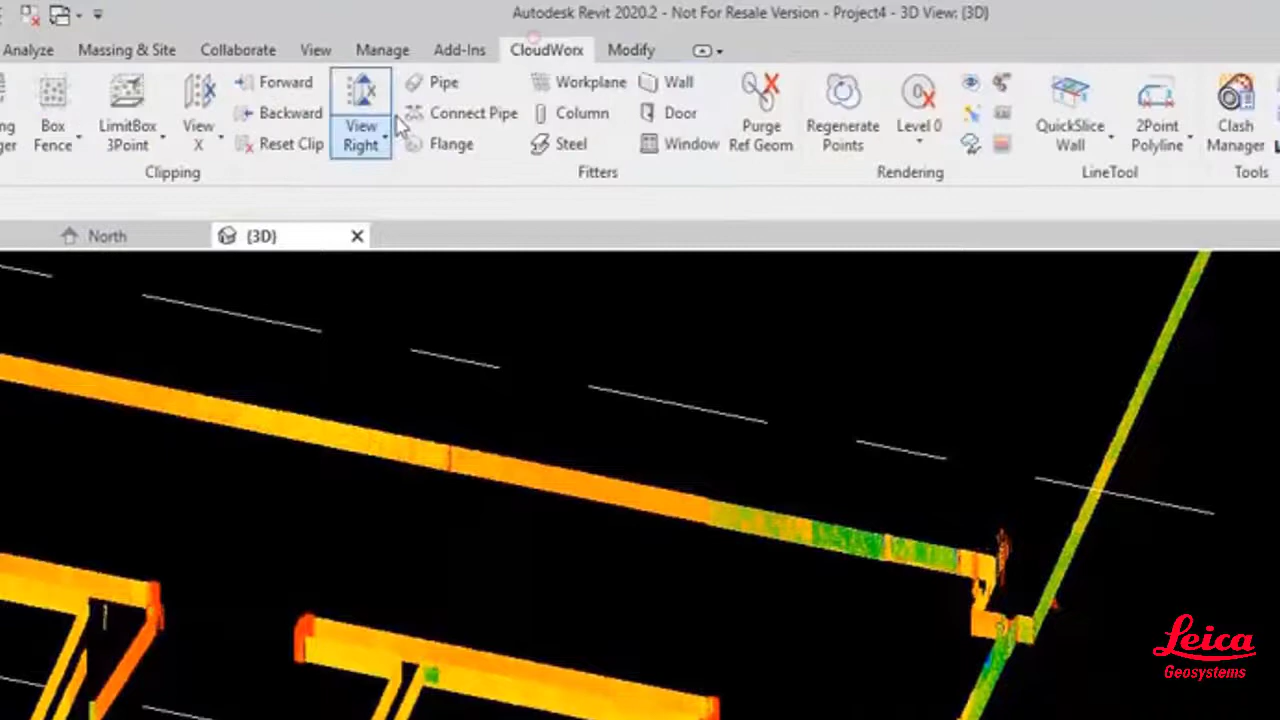 Autodesk Revit 2020.2 - Not For Resale Version - Project4 - 3D View: {3D}
Analyze Massing & Site Collaborate View Manage Add-Ins CloudWorx Modify
Forward Pipe Workplane Wall
Box Fence LimitBox 3Point View X Backward View Right Connect Pipe Column Door Purge Ref Geom Regenerate Points Level 0 QuickSlice Wall 2Point Polyline Clash Manager
Reset Clip Flange Steel Window
Clipping Fitters Rendering LineTool Tools
North {3D}
Leica
Geosystems